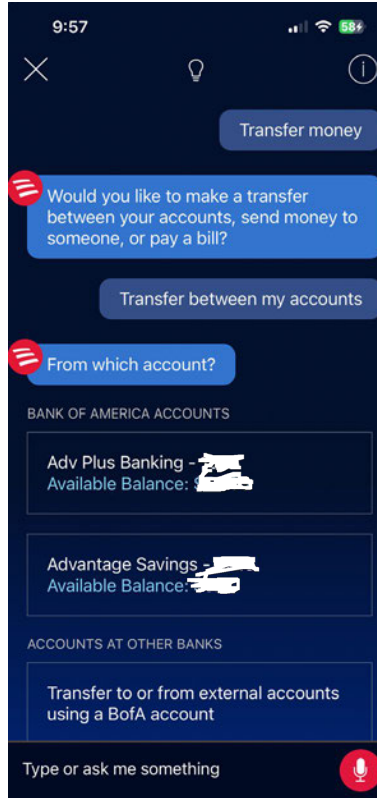 9:57
58
Transfer money
Would you like to make a transfer
between your accounts, send money to
someone, or pay a bill?
Transfer between my accounts
From which account?
BANK OF AMERICA ACCOUNTS
Adv Plus Banking -
Available Balance:
Advantage Savings -
Available Balance:
ACCOUNTS AT OTHER BANKS
Transfer to or from external accounts
using a BofA account
Type or ask me something